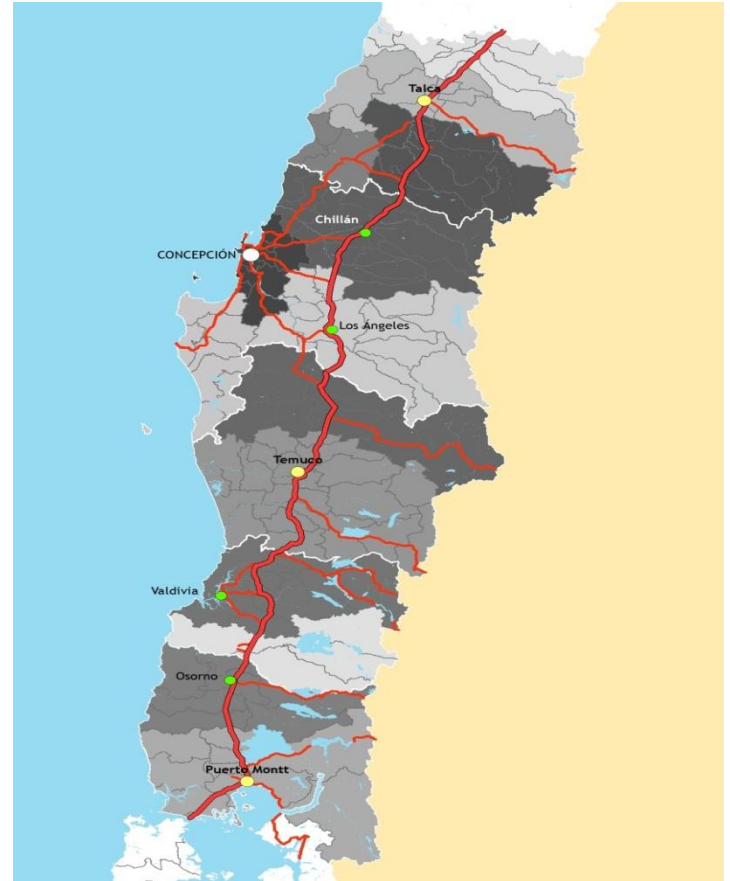 Talca
Chillán
CONCEPCIÓN
Los Ángeles
Temuco
Valdivia
Osorno
Puerto Montt